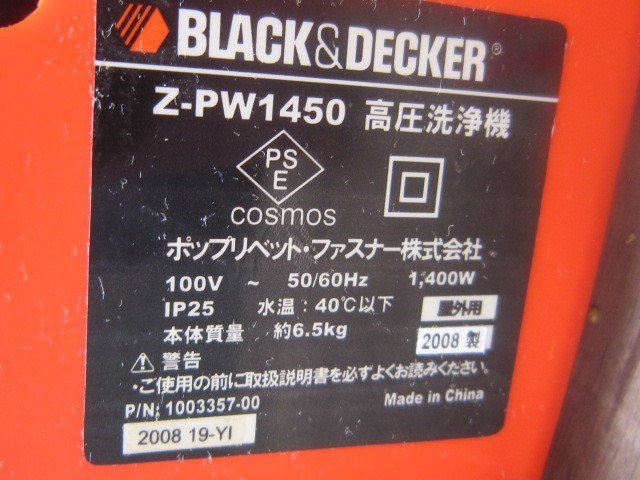 BLACK&DECKER®
Z-PW1450 高圧洗浄機
PS
E
cosmos
ポップリベット・ファスナー株式会社
100V ~ 50/60Hz 1,400W
IP25 水温：40℃以下 屋外用
本体質量 約6.5kg 2008 製
⚠ 警告
・ご使用の前に取扱説明書を必ずよくお読みください。
P/N: 1003357-00 Made in China
2008 19-YI